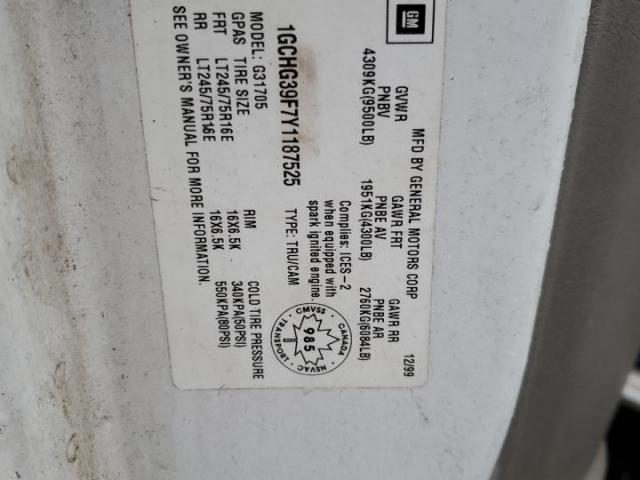 GM
MFD BY GENERAL MOTORS CORP 12/99
GVWR GAWR FRT GAWR RR
PNBV PNBE AV PNBE AR
4309KG(9500LB) 1951KG(4300LB) 2760KG(6084LB)
Complies: ICES-2
when equipped with
spark ignited engine.
CMVSS
CANADA
NSVAC
TRANSPORT
985
1GCHG39F7Y1187525 TYPE: TRU/CAM
MODEL: G31705
GPAS TIRE SIZE RIM COLD TIRE PRESSURE
FRT LT245/75R16E 16X6.5K 340KPA(50PSI)
RR LT245/75R16E 16X6.5K 550KPA(80PSI)
SEE OWNER'S MANUAL FOR MORE INFORMATION.